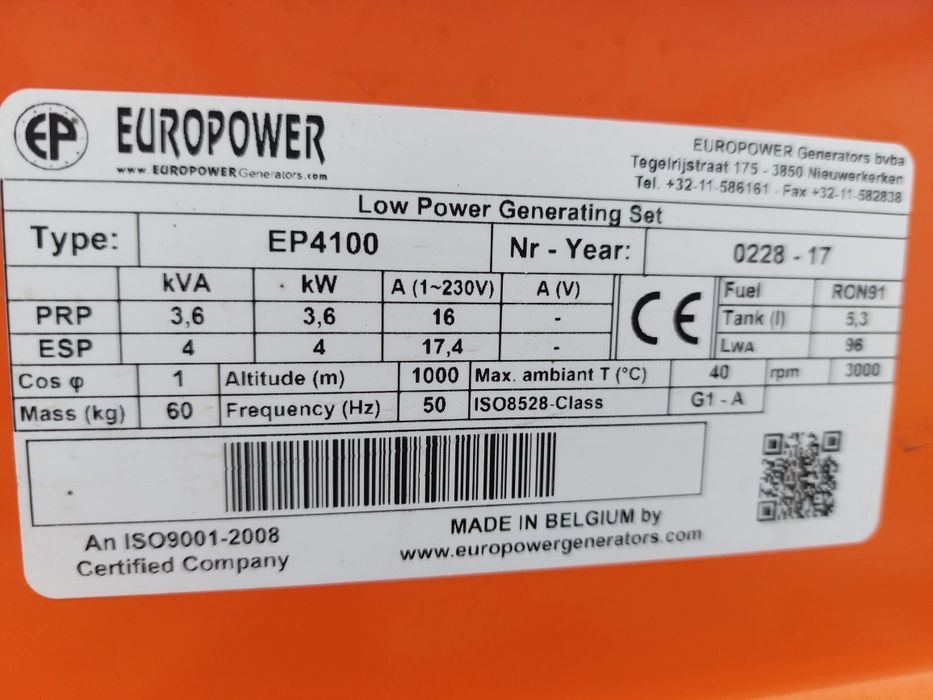 EP EUROPOWER
www.EUROPOWERGenerators.com
EUROPOWER Generators bvba
Tegelrijstraat 175 - 3850 Nieuwerkerken
Tel. +32-11-586161 - Fax +32-11-582838
Low Power Generating Set
Type: EP4100 Nr - Year: 0228 - 17
kVA kW A (1~230V) A (V) Fuel RON91
PRP 3,6 3,6 16 - CE Tank (l) 5,3
ESP 4 4 17,4 - LWA 96
Cos φ 1 Altitude (m) 1000 Max. ambiant T (°C) 40 rpm 3000
Mass (kg) 60 Frequency (Hz) 50 ISO8528-Class G1 - A
An ISO9001-2008
Certified Company
MADE IN BELGIUM by
www.europowergenerators.com